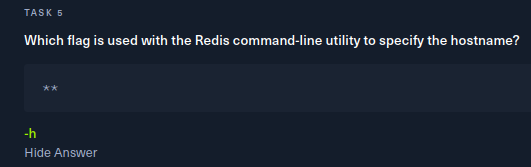 TASK 5
Which flag is used with the Redis command-line utility to specify the hostname?
**
-h
Hide Answer